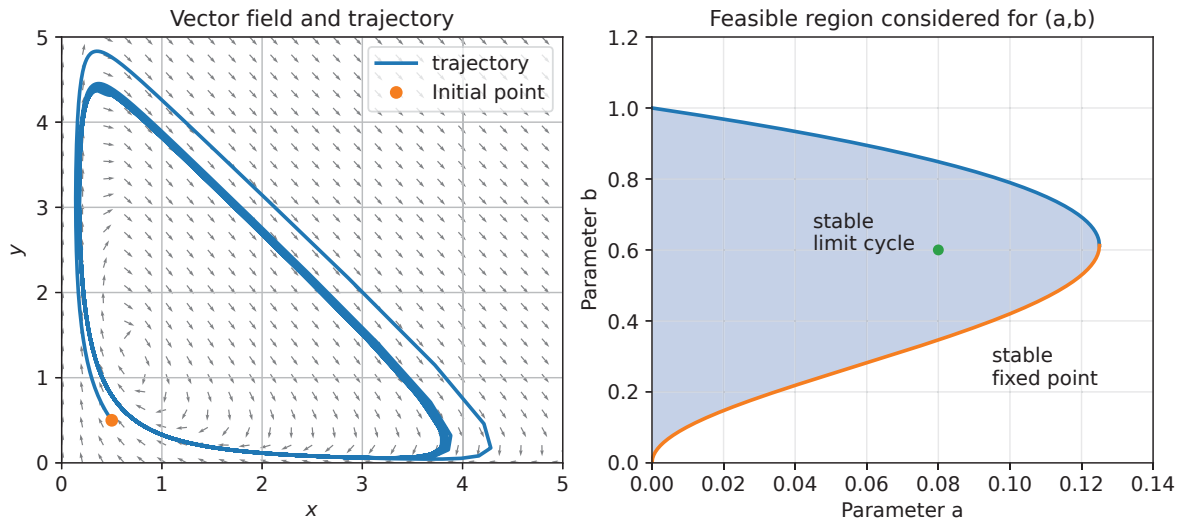 Vector field and trajectory
5
4
3
2
1
0
y
0
1
2
3
4
5
x
trajectory
Initial point
Feasible region considered for (a,b)
1.2
1.0
0.8
0.6
0.4
0.2
0.0
Parameter b
stable
limit cycle
stable
fixed point
0.00
0.02
0.04
0.06
0.08
0.10
0.12
0.14
Parameter a